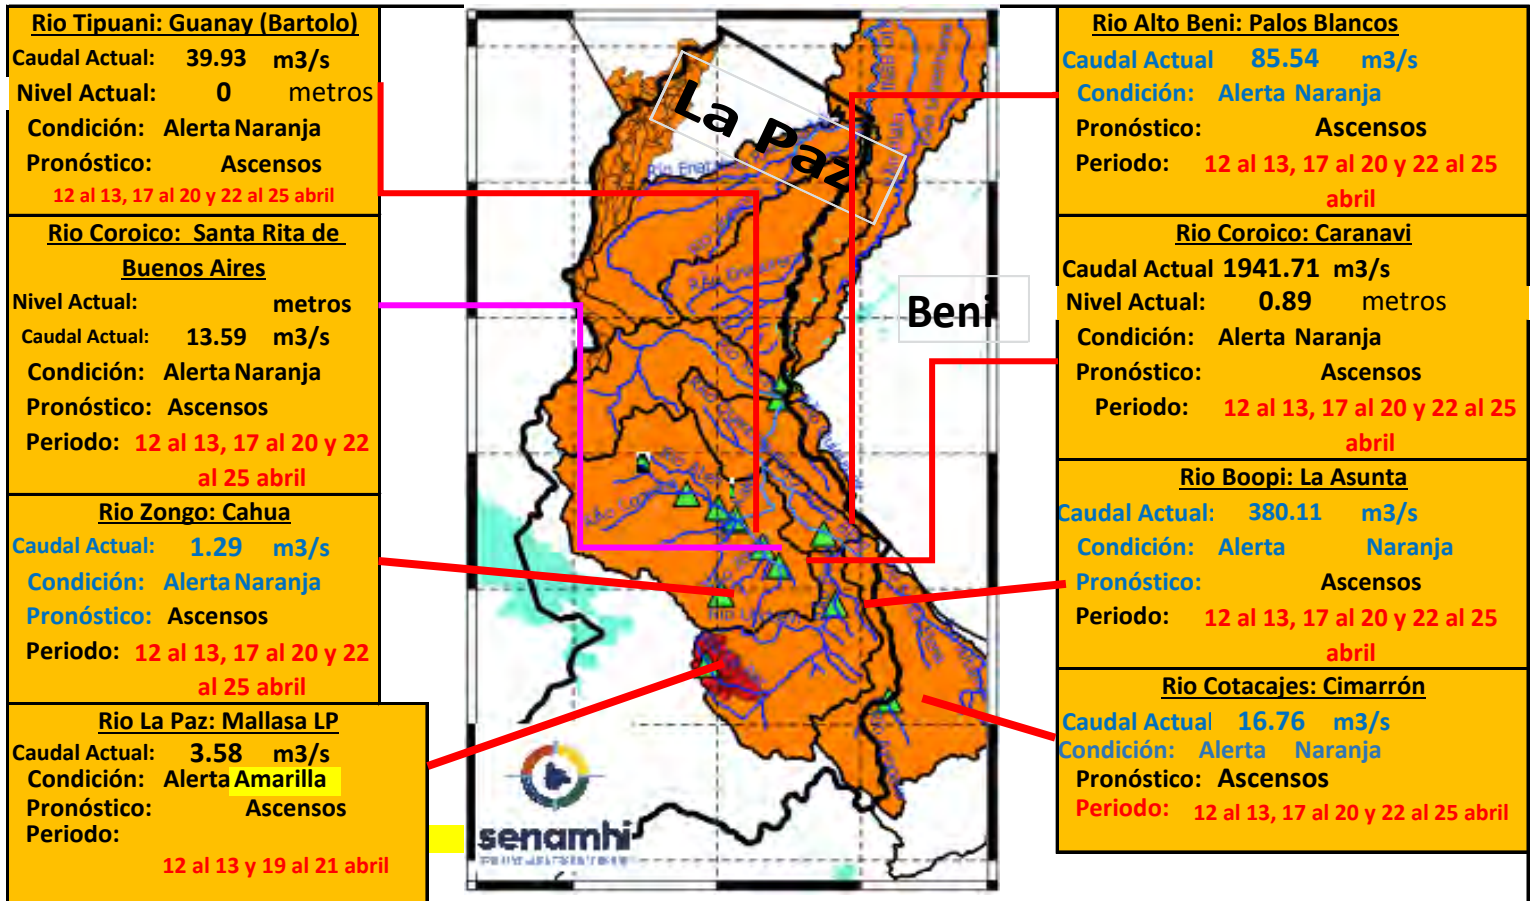 Rio Tipuani: Guanay (Bartolo)
Caudal Actual: 39.93 m3/s
Nivel Actual: 0 metros
Condición: Alerta Naranja
Pronóstico: Ascensos
12 al 13, 17 al 20 y 22 al 25 abril
Rio Coroico: Santa Rita de
Buenos Aires
Nivel Actual: metros
Caudal Actual: 13.59 m3/s
Condición: Alerta Naranja
Pronóstico: Ascensos
Periodo: 12 al 13, 17 al 20 y 22
al 25 abril
Rio Zongo: Cahua
Caudal Actual: 1.29 m3/s
Condición: Alerta Naranja
Pronóstico: Ascensos
Periodo: 12 al 13, 17 al 20 y 22
al 25 abril
Rio La Paz: Mallasa LP
Caudal Actual: 3.58 m3/s
Condición: Alerta Amarilla
Pronóstico: Ascensos
Periodo:
12 al 13 y 19 al 21 abril
La Paz
Beni
senamhi
Rio Alto Beni: Palos Blancos
Caudal Actual 85.54 m3/s
Condición: Alerta Naranja
Pronóstico: Ascensos
Periodo: 12 al 13, 17 al 20 y 22 al 25
abril
Rio Coroico: Caranavi
Caudal Actual 1941.71 m3/s
Nivel Actual: 0.89 metros
Condición: Alerta Naranja
Pronóstico: Ascensos
Periodo: 12 al 13, 17 al 20 y 22 al 25
abril
Rio Boopi: La Asunta
Caudal Actual: 380.11 m3/s
Condición: Alerta Naranja
Pronóstico: Ascensos
Periodo: 12 al 13, 17 al 20 y 22 al 25
abril
Rio Cotacajes: Cimarrón
Caudal Actual 16.76 m3/s
Condición: Alerta Naranja
Pronóstico: Ascensos
Periodo: 12 al 13, 17 al 20 y 22 al 25 abril